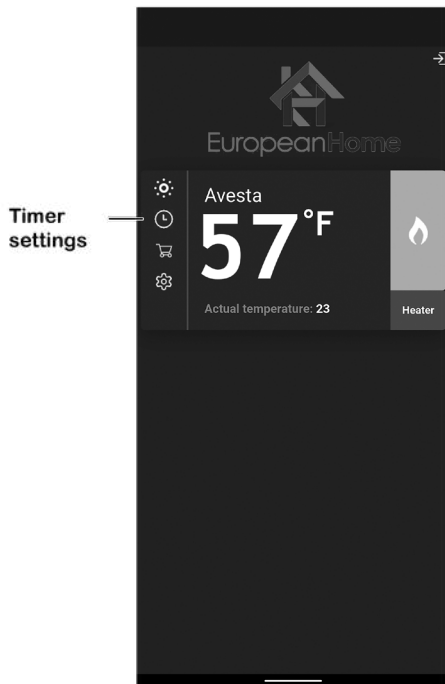 EuropeanHome
Timer
settings
Avesta
57°F
Actual temperature: 23
Heater